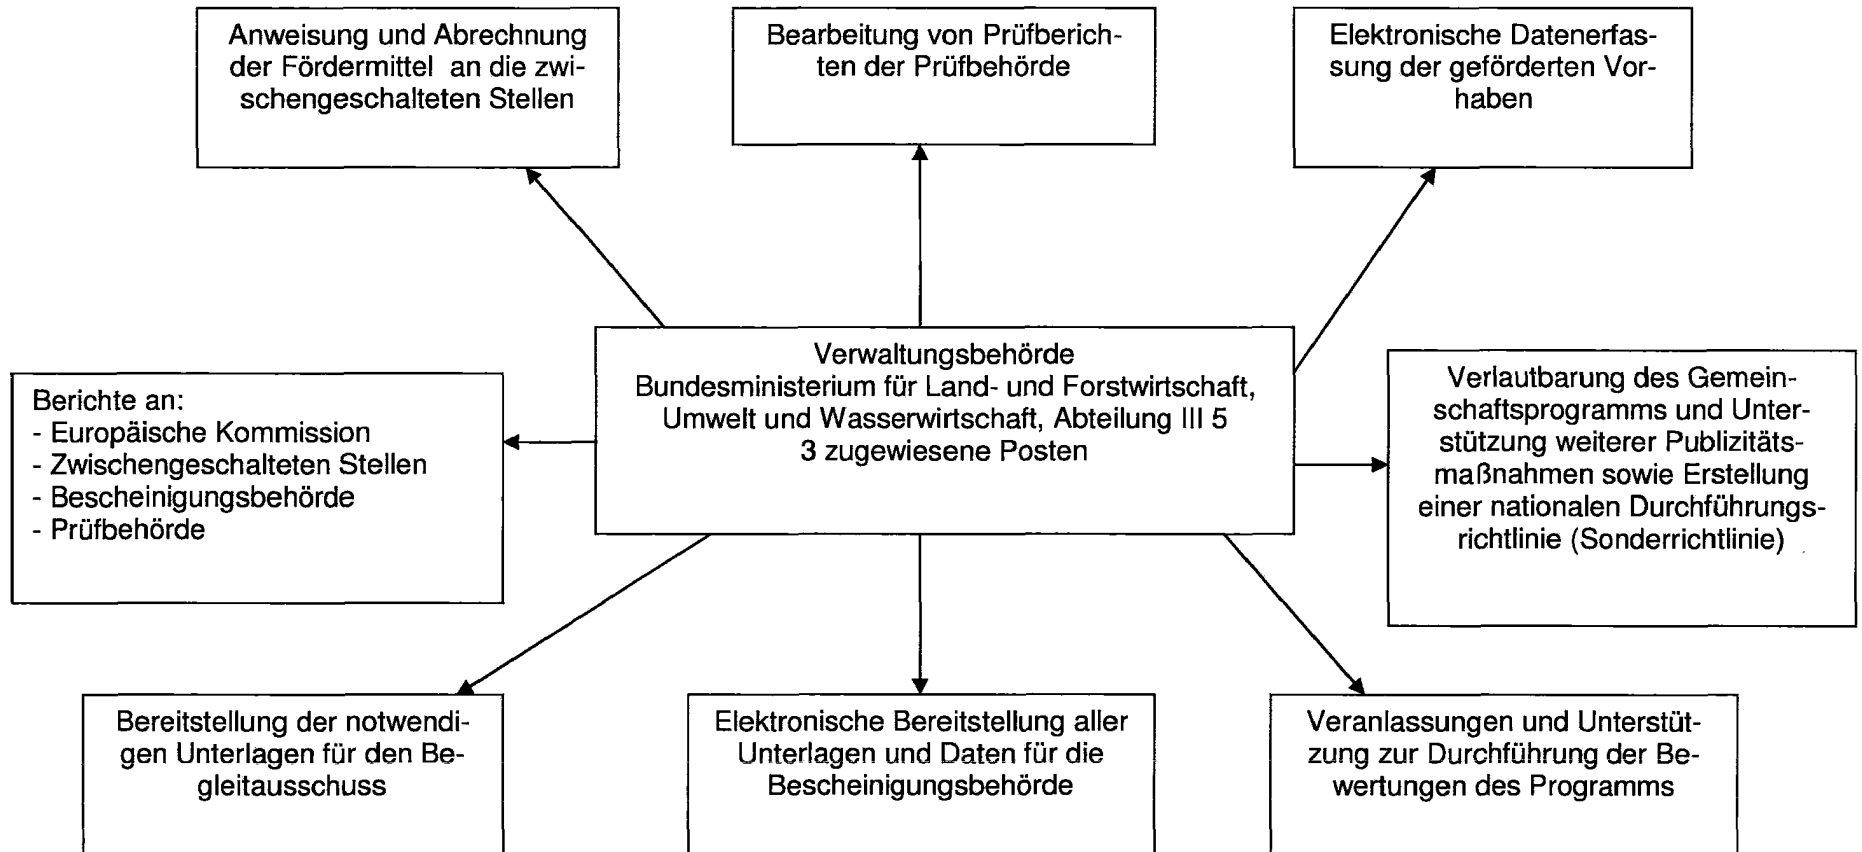 Anweisung und Abrechnung
der Fördermittel an die zwi-
schengeschalteten Stellen
Bearbeitung von Prüfberich-
ten der Prüfbehörde
Elektronische Datenerfas-
sung der geförderten Vor-
haben
Verwaltungsbehörde
Bundesministerium für Land- und Forstwirtschaft,
Umwelt und Wasserwirtschaft, Abteilung III 5
3 zugewiesene Posten
Berichte an:
- Europäische Kommission
- Zwischengeschalteten Stellen
- Bescheinigungsbehörde
- Prüfbehörde
Verlautbarung des Gemein-
schaftsprogramms und Unter-
stützung weiterer Publizitäts-
maßnahmen sowie Erstellung
einer nationalen Durchführungs-
richtlinie (Sonderrichtlinie)
Bereitstellung der notwendi-
gen Unterlagen für den Be-
gleitausschuss
Elektronische Bereitstellung aller
Unterlagen und Daten für die
Bescheinigungsbehörde
Veranlassungen und Unterstüt-
zung zur Durchführung der Be-
wertungen des Programms